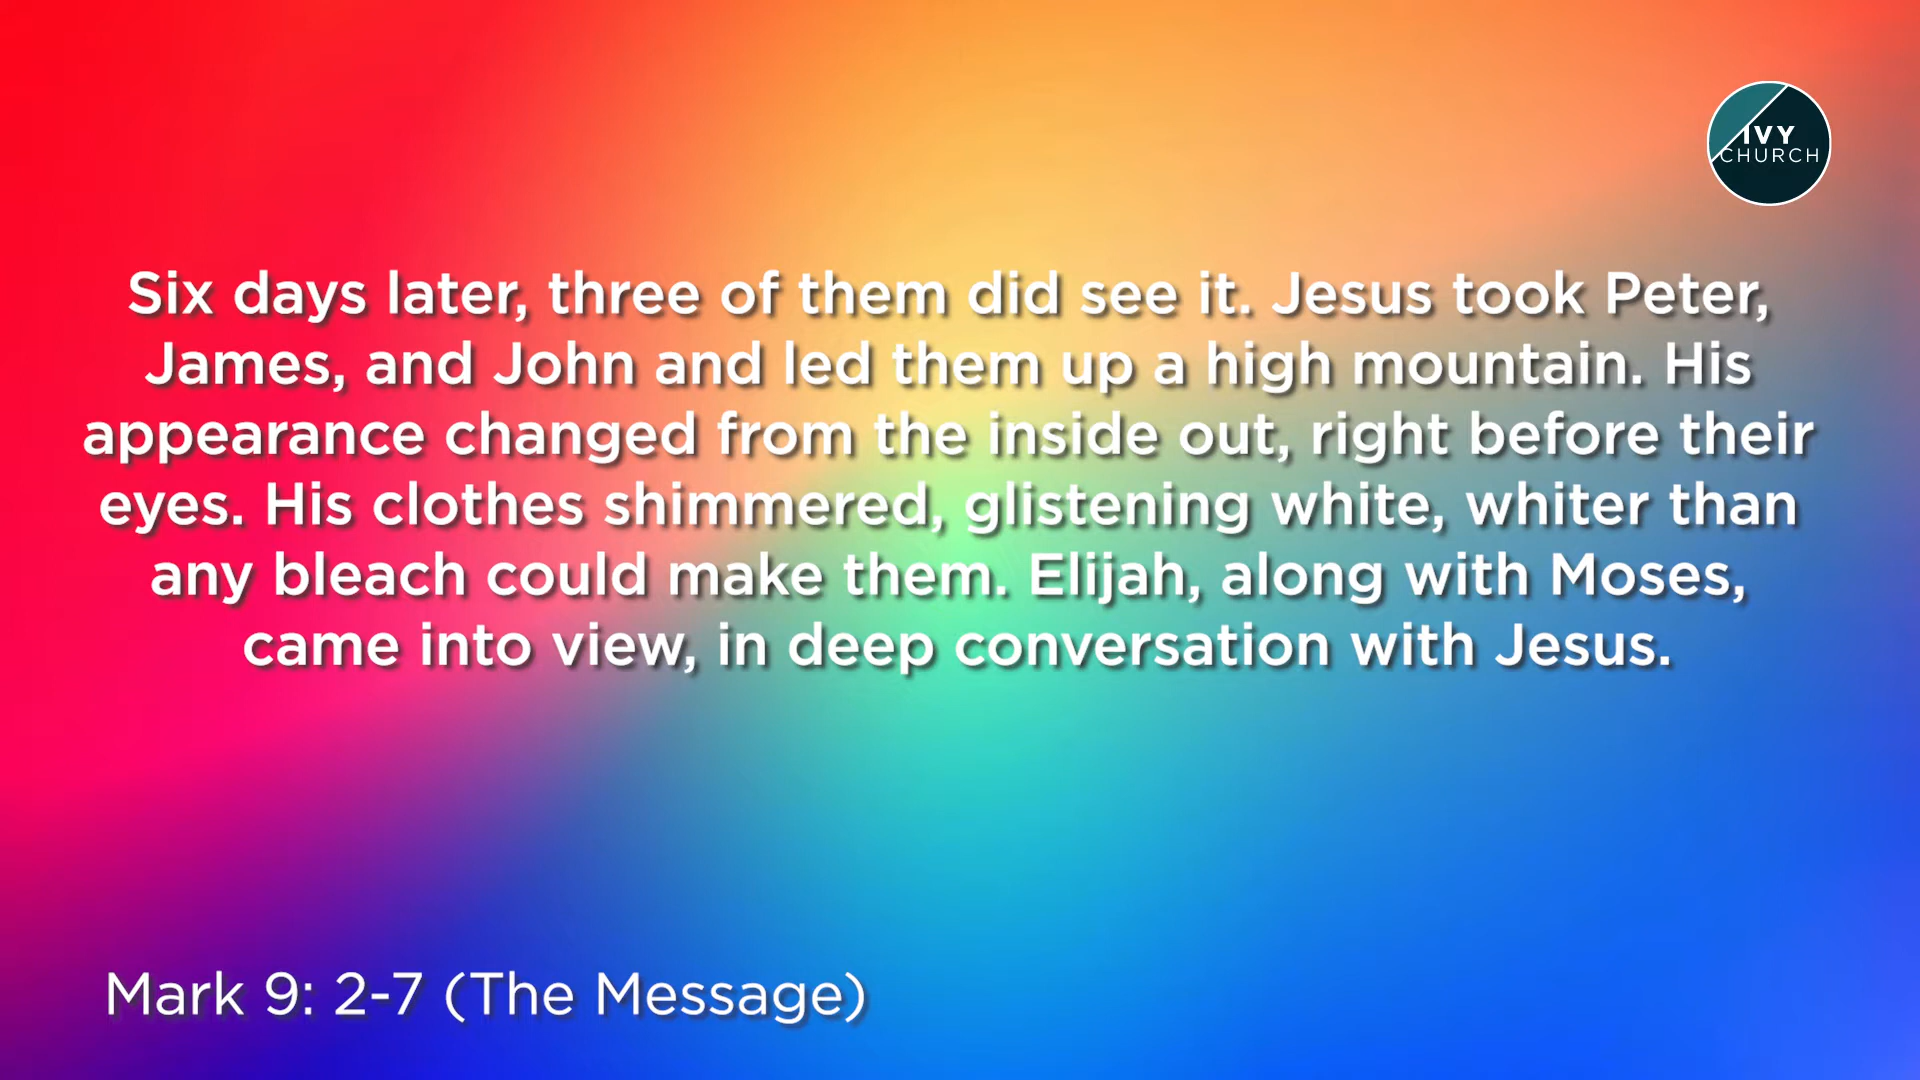 IVY
CHURCH
Six days later, three of them did see it. Jesus took Peter,
James, and John and led them up a high mountain. His
appearance changed from the inside out, right before their
eyes. His clothes shimmered, glistening white, whiter than
any bleach could make them. Elijah, along with Moses,
came into view, in deep conversation with Jesus.
Mark 9: 2-7 (The Message)